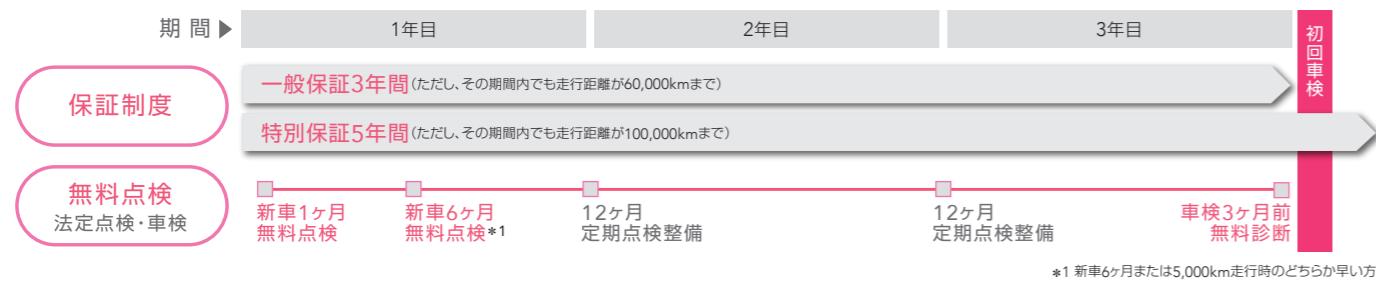 期間▶ 1年目 2年目 3年目
初回車検
保証制度
一般保証3年間(ただし、その期間内でも走行距離が60,000kmまで)
特別保証5年間(ただし、その期間内でも走行距離が100,000kmまで)
無料点検
法定点検・車検
新車1ヶ月
無料点検
新車6ヶ月
無料点検*1
12ヶ月
定期点検整備
12ヶ月
定期点検整備
車検3ヶ月前
無料診断
*1 新車6ヶ月または5,000km走行時のどちらか早い方